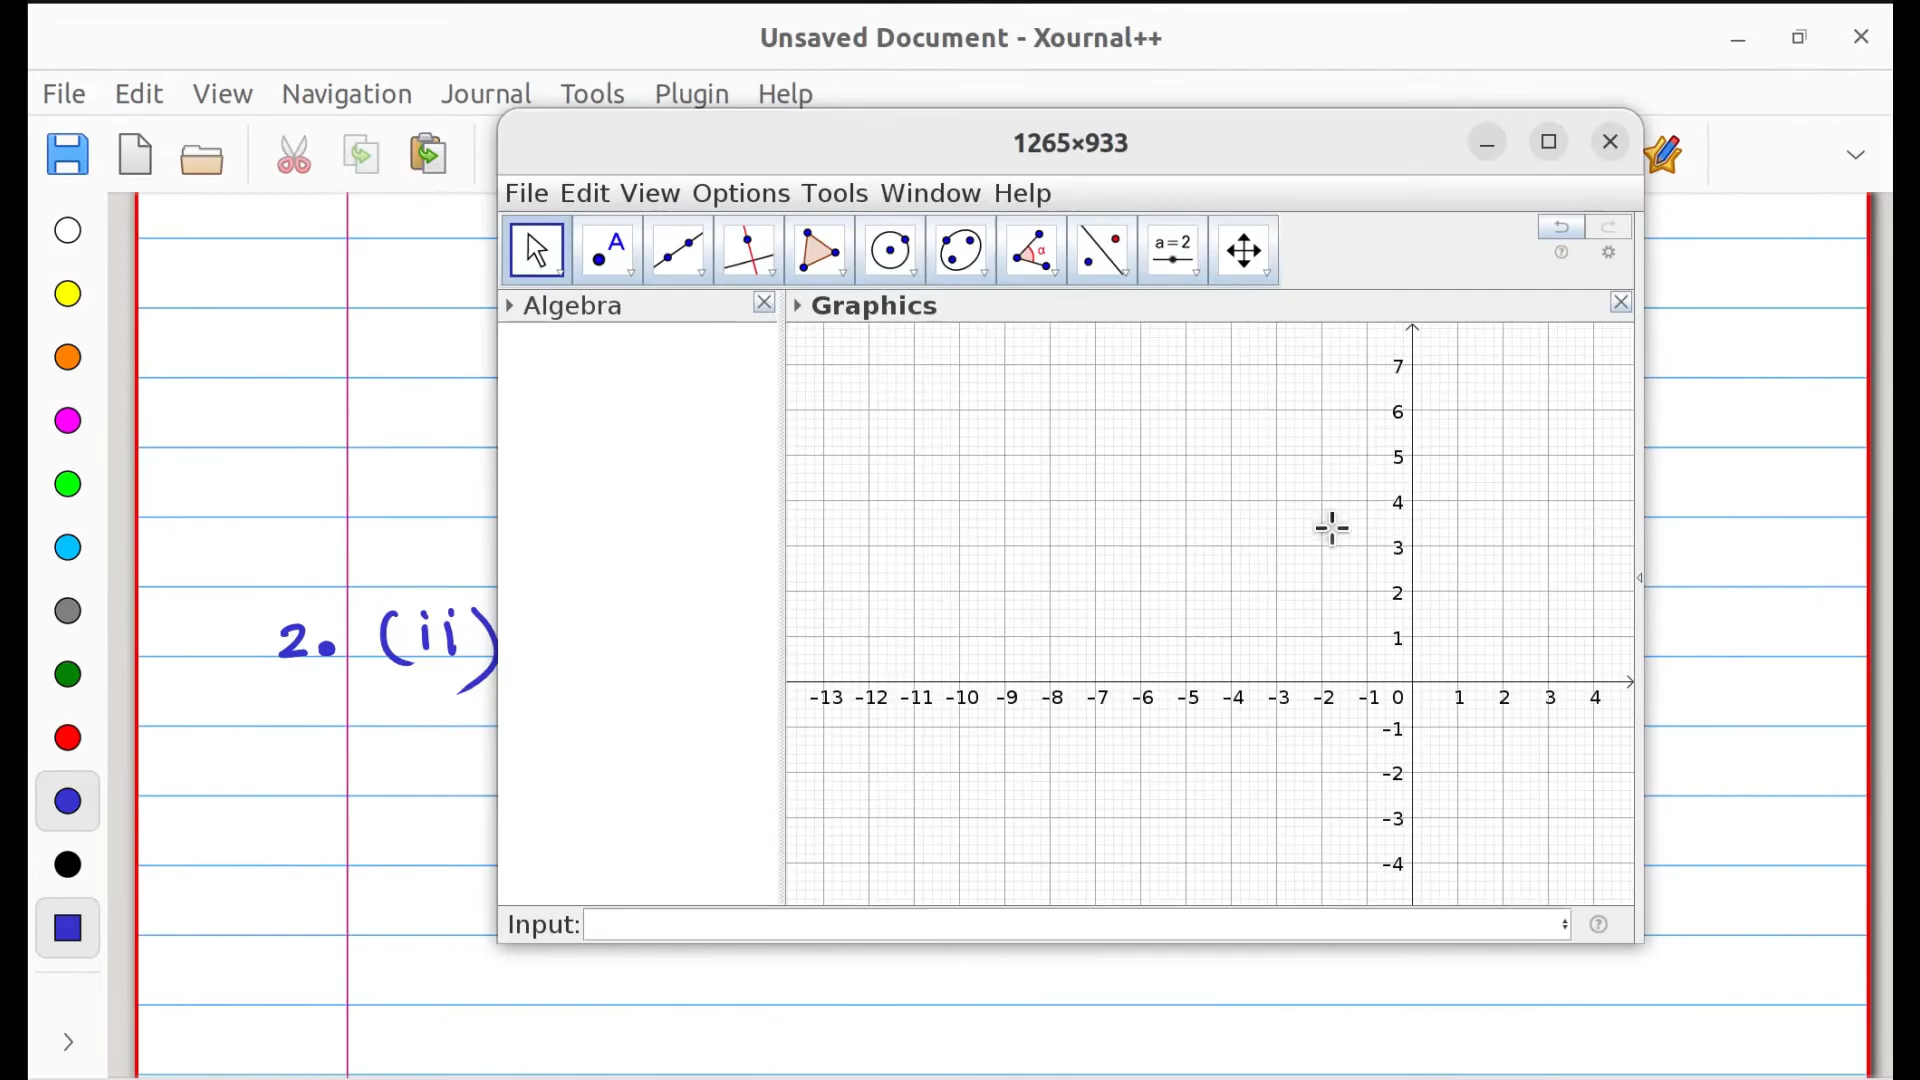 Unsaved Document - Xournal++
File Edit View Navigation Journal Tools Plugin Help
1265×933
File Edit View Options Tools Window Help
A
α
a=2
Algebra
Graphics
7
6
5
4
3
2
1
-13 -12 -11 -10 -9 -8 -7 -6 -5 -4 -3 -2 -1 0 1 2 3 4
-1
-2
-3
-4
2. (ii)
Input: